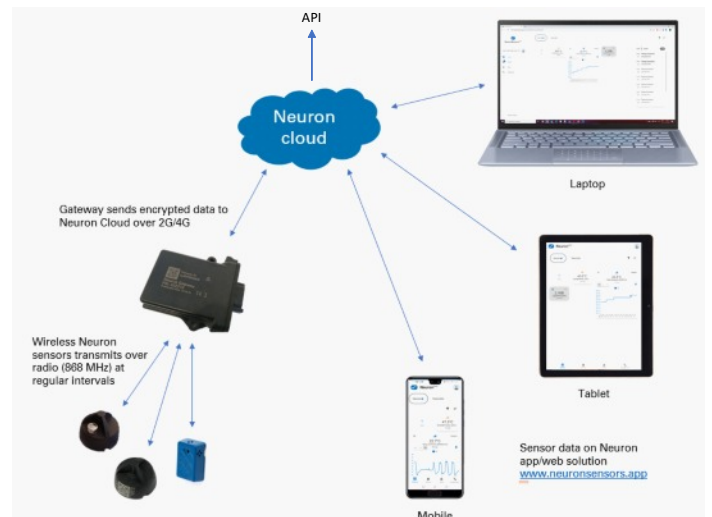 API
Neuron
cloud
Laptop
Gateway sends encrypted data to
Neuron Cloud over 2G/4G
Wireless Neuron
sensors transmits over
radio (868 MHz) at
regular intervals
Tablet
Sensor data on Neuron
app/web solution
www.neuronsensors.app
Mobile